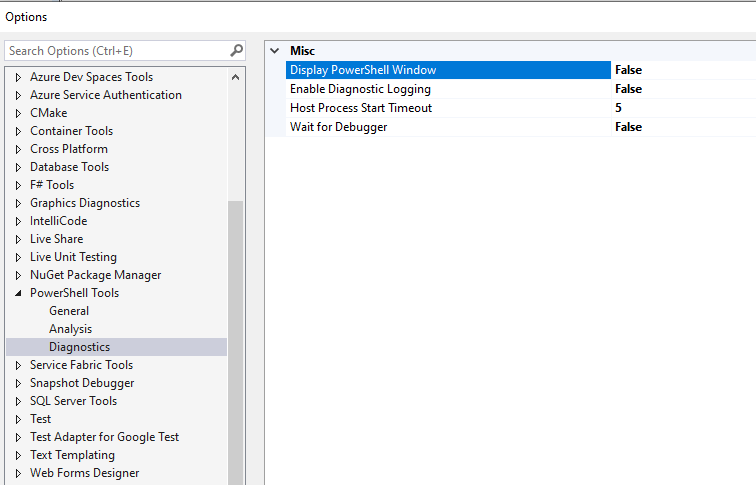 Options
Search Options (Ctrl+E)
Azure Dev Spaces Tools
Azure Service Authentication
CMake
Container Tools
Cross Platform
Database Tools
F# Tools
Graphics Diagnostics
IntelliCode
Live Share
Live Unit Testing
NuGet Package Manager
PowerShell Tools
General
Analysis
Diagnostics
Service Fabric Tools
Snapshot Debugger
SQL Server Tools
Test
Test Adapter for Google Test
Text Templating
Web Forms Designer
Misc
Display PowerShell Window False
Enable Diagnostic Logging False
Host Process Start Timeout 5
Wait for Debugger False